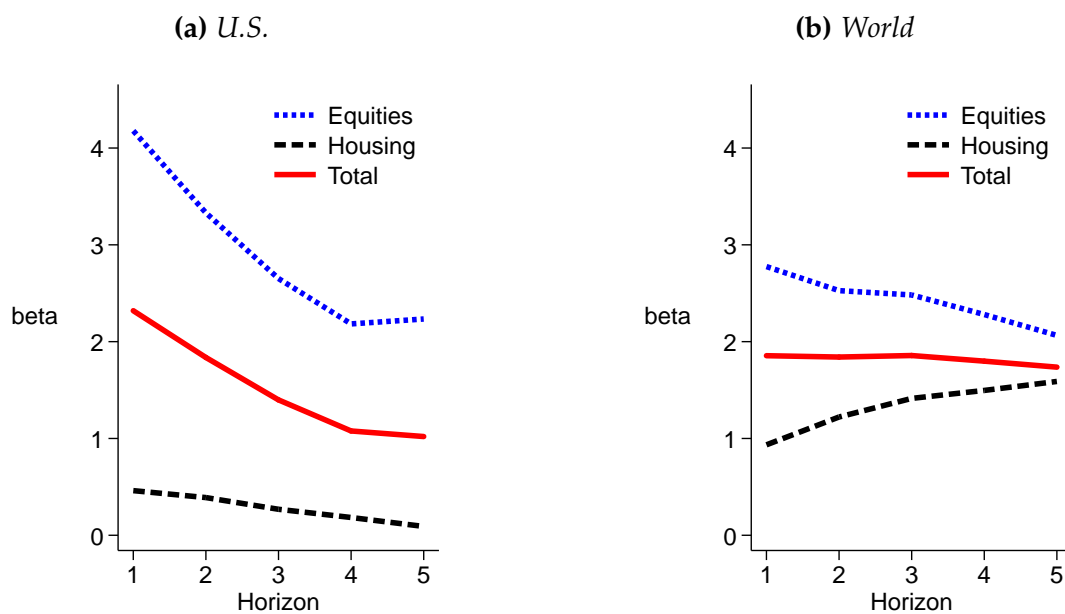 (a) U.S.
Equities
Housing
Total
4
3
2
1
0
beta
1 2 3 4 5
Horizon
(b) World
Equities
Housing
Total
4
3
2
1
0
beta
1 2 3 4 5
Horizon